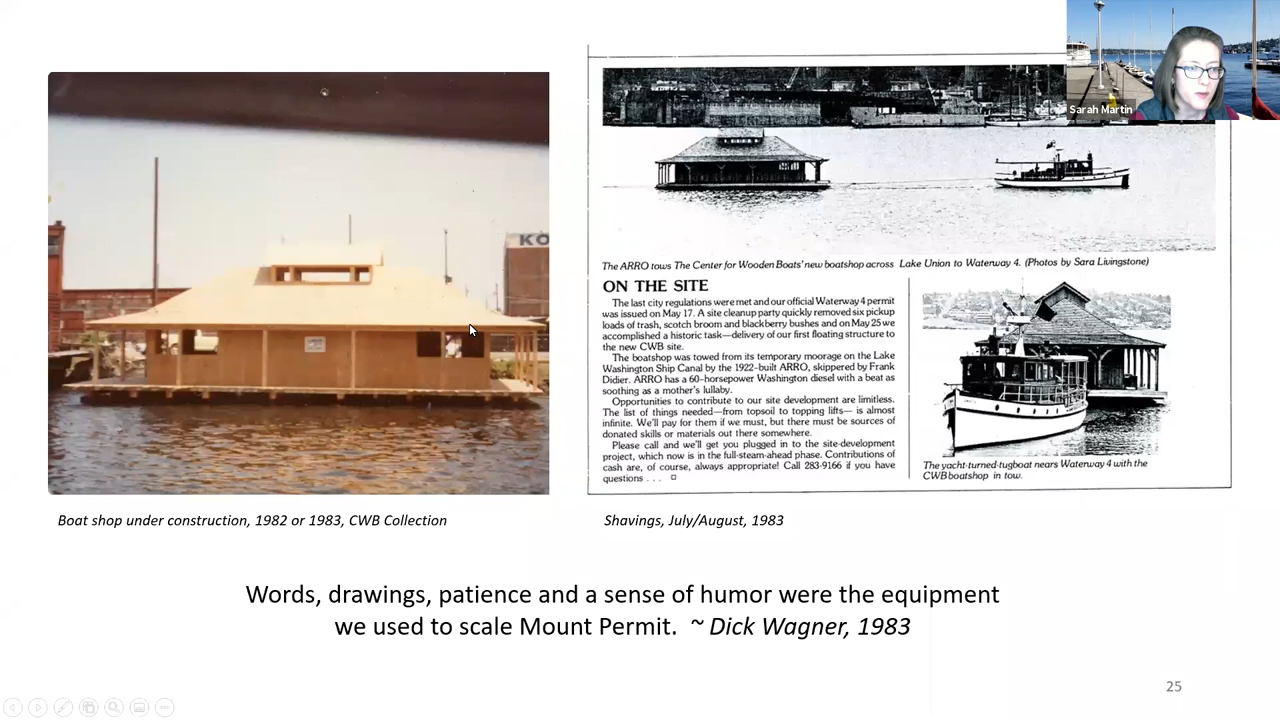 Sarah Martin
KO
The ARRO tows The Center for Wooden Boats' new boatshop across Lake Union to Waterway 4. (Photos by Sara Livingstone)
ON THE SITE
The last city regulations were met and our official Waterway 4 permit
was issued on May 17. A site cleanup party quickly removed six pickup
loads of trash, scotch broom and blackberry bushes and on May 25 we
accomplished a historic task—delivery of our first floating structure to
the new CWB site.
The boatshop was towed from its temporary moorage on the Lake
Washington Ship Canal by the 1922-built ARRO, skippered by Frank
Didier. ARRO has a 60-horsepower Washington diesel with a beat as
soothing as a mother's lullaby.
Opportunities to contribute to our site development are limitless.
The list of things needed—from topsoil to topping lifts— is almost
infinite. We'll pay for them if we must, but there must be sources of
donated skills or materials out there somewhere.
Please call and we'll get you plugged in to the site-development
project, which now is in the full-steam-ahead phase. Contributions of
cash are, of course, always appropriate! Call 283-9166 if you have
questions . . .
The yacht-turned-tugboat nears Waterway 4 with the
CWB boatshop in tow.
Boat shop under construction, 1982 or 1983, CWB Collection
Shavings, July/August, 1983
Words, drawings, patience and a sense of humor were the equipment
we used to scale Mount Permit. ~ Dick Wagner, 1983
25